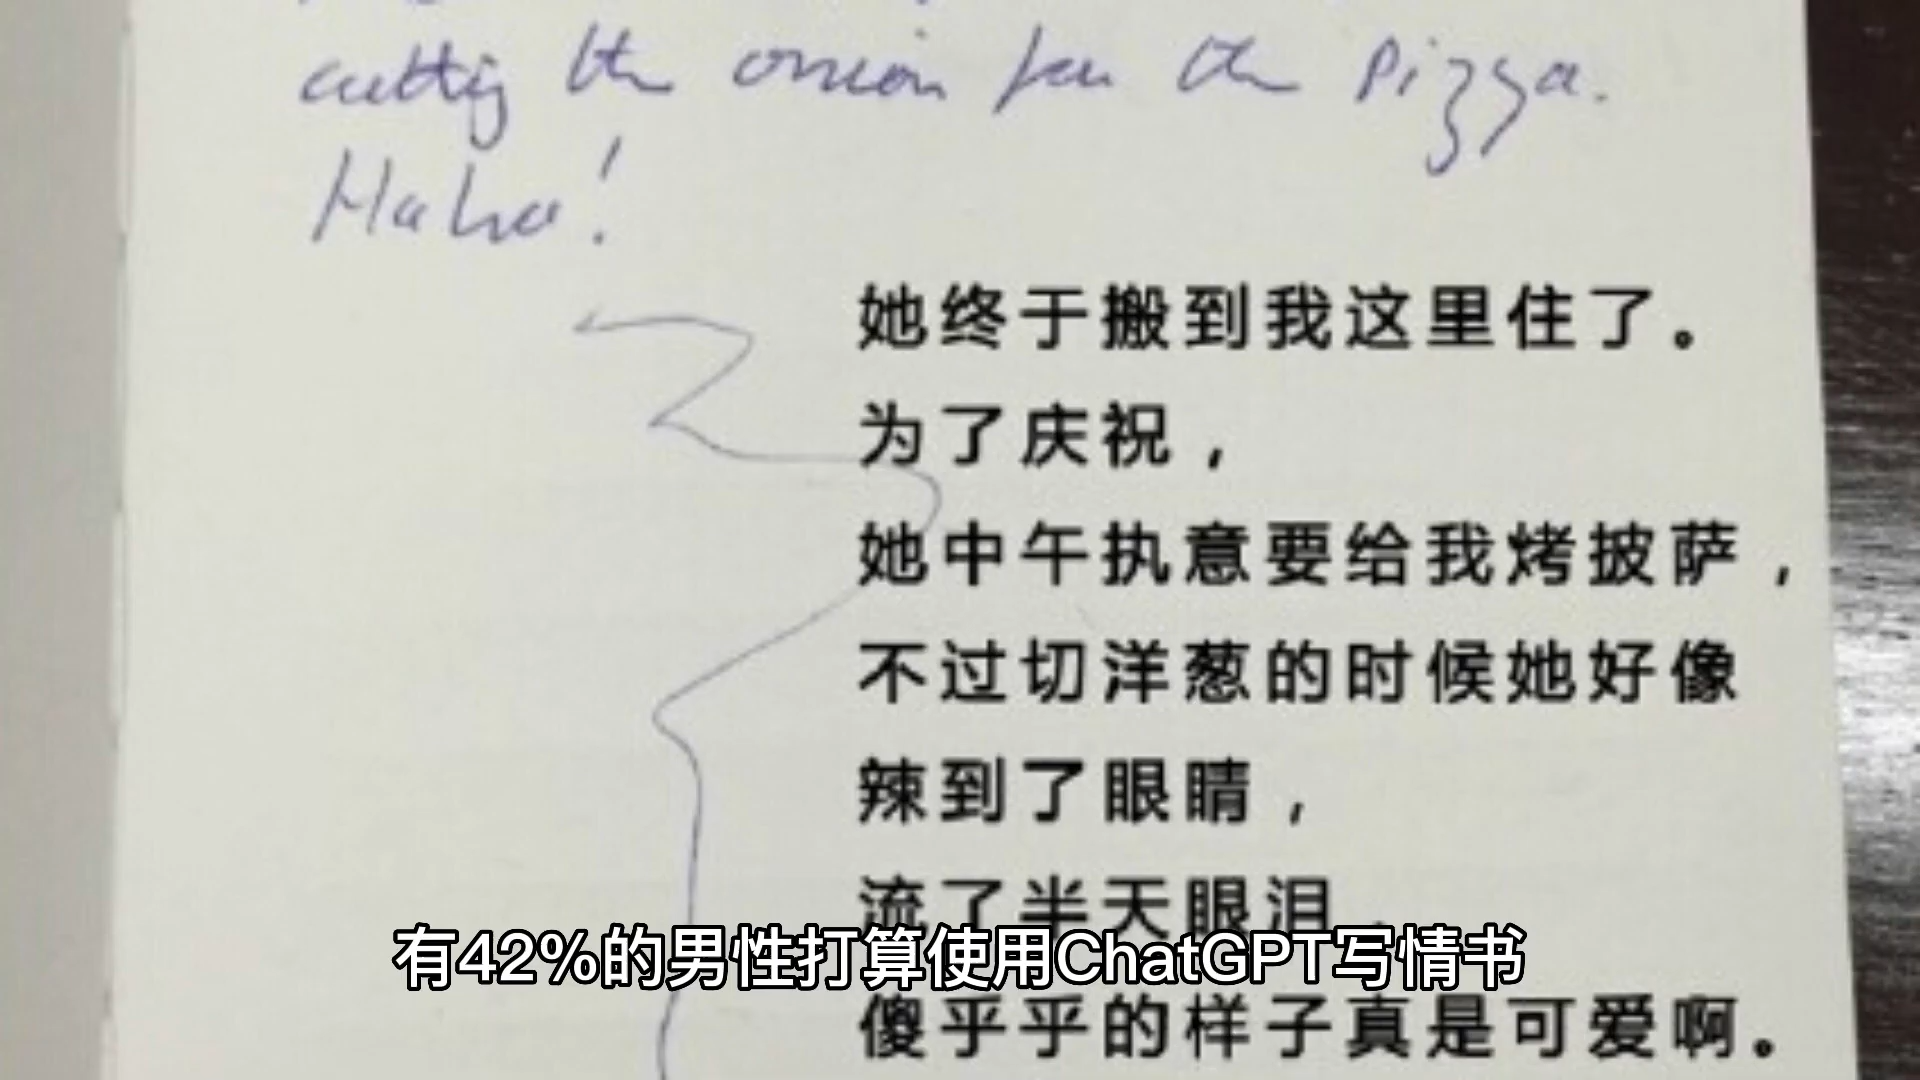 cutting the onion for the pizza.
Haha!
她终于搬到我这里住了。
为了庆祝，
她中午执意要给我烤披萨，
不过切洋葱的时候她好像
辣到了眼睛，
流了半天眼泪，
有42%的男性打算使用ChatGPT写情书
傻乎乎的样子真是可爱啊。